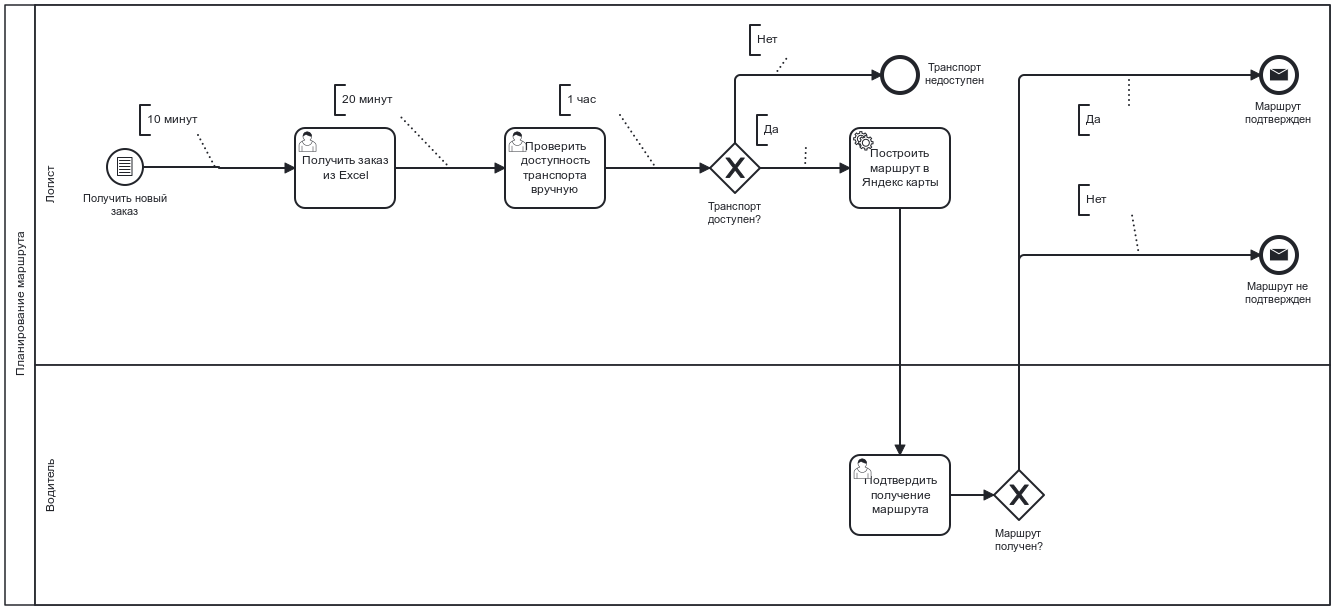 Планирование маршрута
Логист
Получить новый
заказ
10 минут
Получить заказ
из Excel
20 минут
Проверить
доступность
транспорта
вручную
1 час
Транспорт
доступен?
Нет
Транспорт
недоступен
Да
Построить
маршрут в
Яндекс карты
Маршрут
подтвержден
Да
Нет
Маршрут не
подтвержден
Водитель
Подтвердить
получение
маршрута
Маршрут
получен?